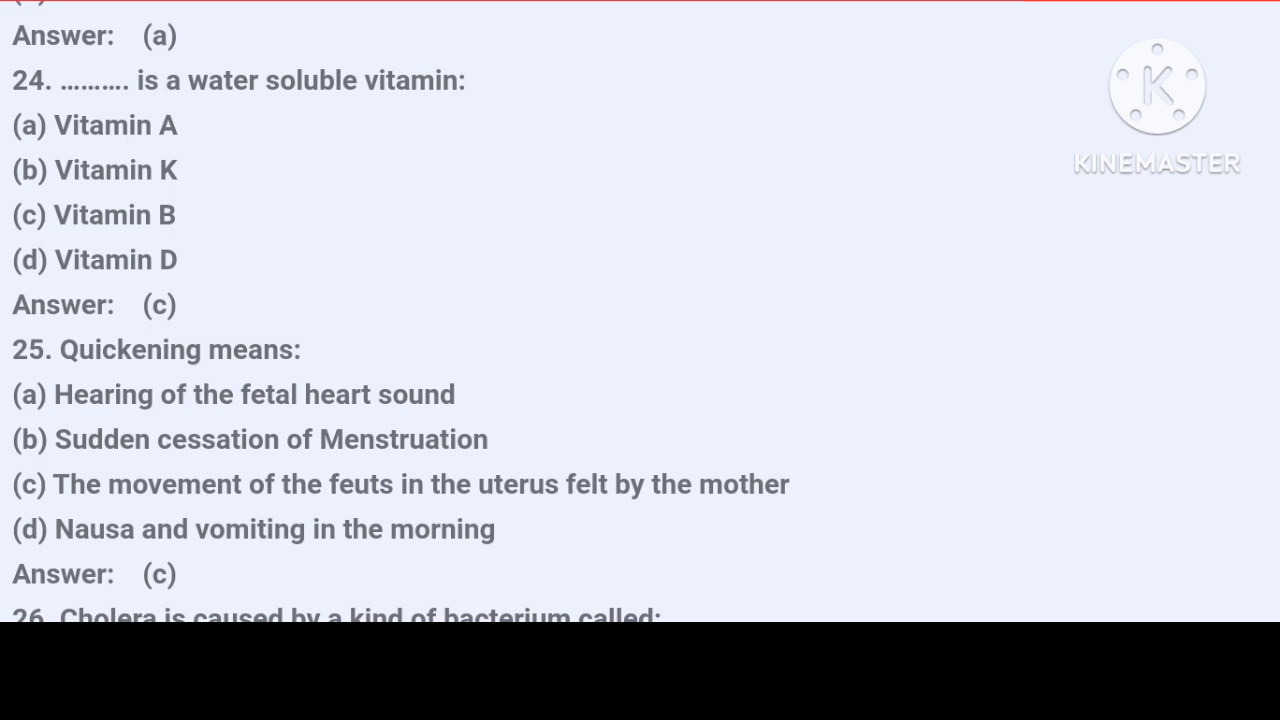 Answer: (a)
24. .......... is a water soluble vitamin:
(a) Vitamin A
(b) Vitamin K
(c) Vitamin B
(d) Vitamin D
Answer: (c)
25. Quickening means:
(a) Hearing of the fetal heart sound
(b) Sudden cessation of Menstruation
(c) The movement of the feuts in the uterus felt by the mother
(d) Nausa and vomiting in the morning
Answer: (c)
26. Cholera is caused by a kind of bacterium called:
K
KINEMASTER